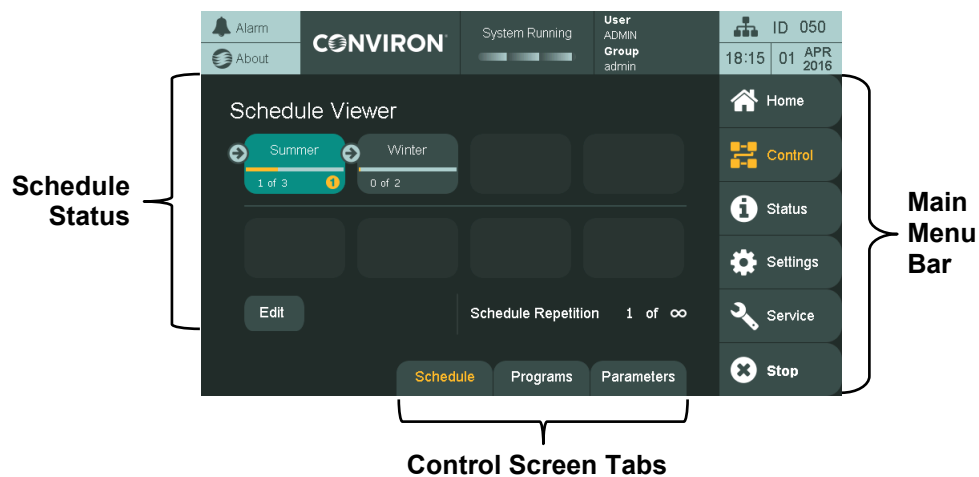 Alarm
About
CONVIRON
System Running
User
ADMIN
Group
admin
ID 050
18:15 01 APR 2016
Schedule Viewer
Summer
1 of 3 1
Winter
0 of 2
Edit
Schedule Repetition 1 of ∞
Schedule Programs Parameters
Home
Control
Status
Settings
Service
Stop
Schedule
Status
Main
Menu
Bar
Control Screen Tabs